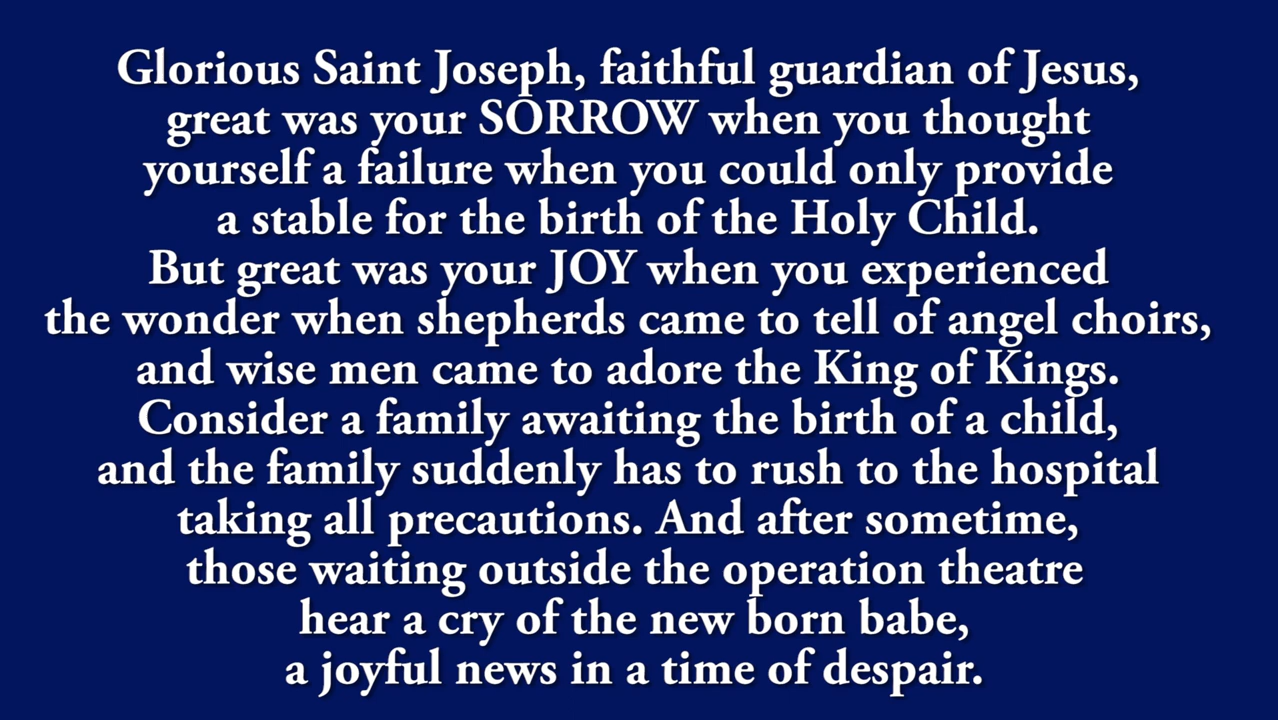 Glorious Saint Joseph, faithful guardian of Jesus,
great was your SORROW when you thought
yourself a failure when you could only provide
a stable for the birth of the Holy Child.
But great was your JOY when you experienced
the wonder when shepherds came to tell of angel choirs,
and wise men came to adore the King of Kings.
Consider a family awaiting the birth of a child,
and the family suddenly has to rush to the hospital
taking all precautions. And after sometime,
those waiting outside the operation theatre
hear a cry of the new born babe,
a joyful news in a time of despair.